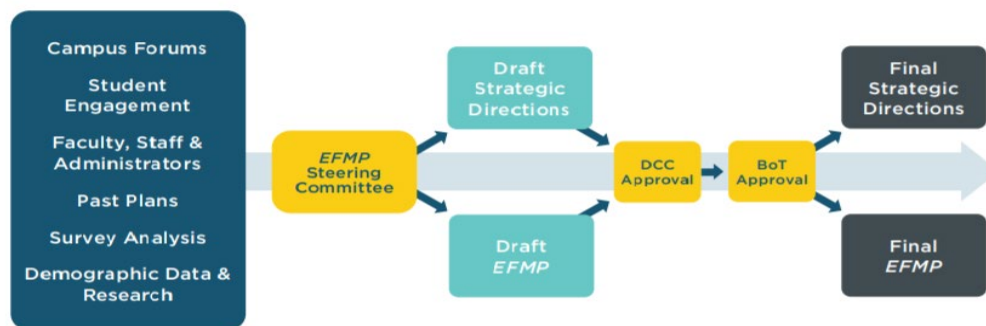 Campus Forums
Student
Engagement
Faculty, Staff &
Administrators
Past Plans
Survey Analysis
Demographic Data &
Research
EFMP
Steering
Committee
Draft
Strategic
Directions
Draft
EFMP
DCC
Approval
BoT
Approval
Final
Strategic
Directions
Final
EFMP